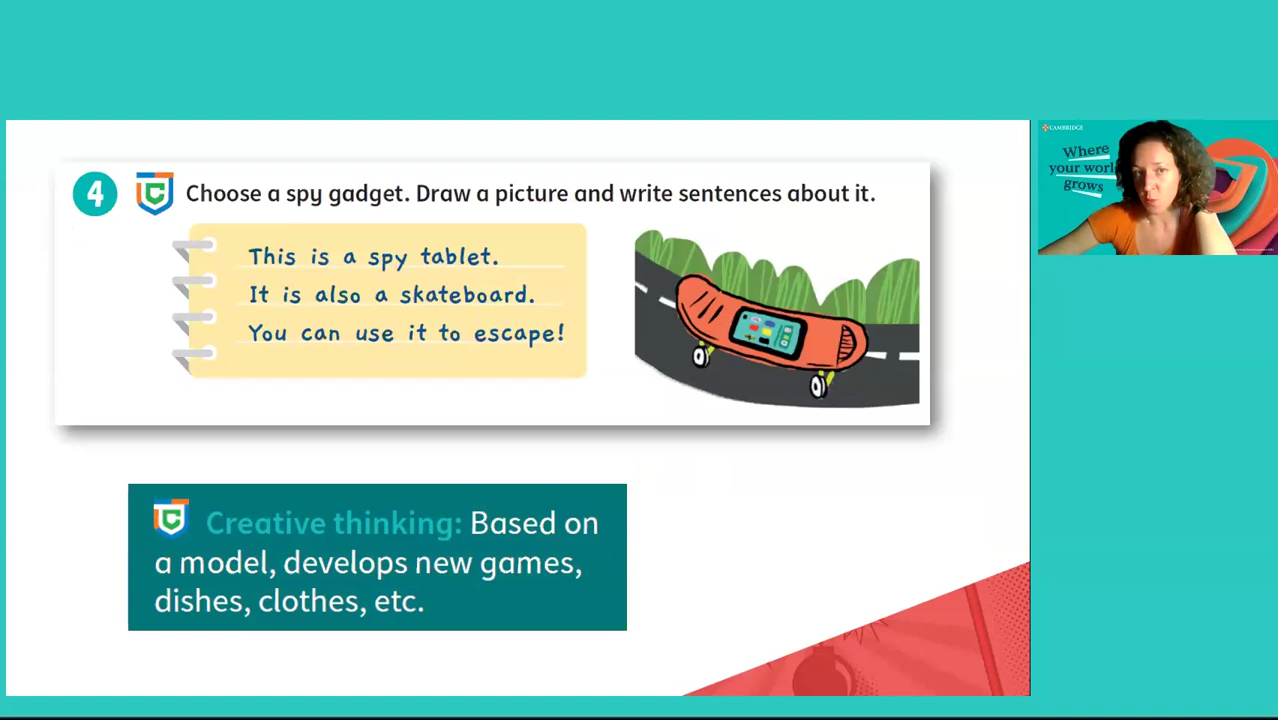 4 Choose a spy gadget. Draw a picture and write sentences about it.
This is a spy tablet.
It is also a skateboard.
You can use it to escape!
Creative thinking: Based on
a model, develops new games,
dishes, clothes, etc.
CAMBRIDGE
Where
your world
grows